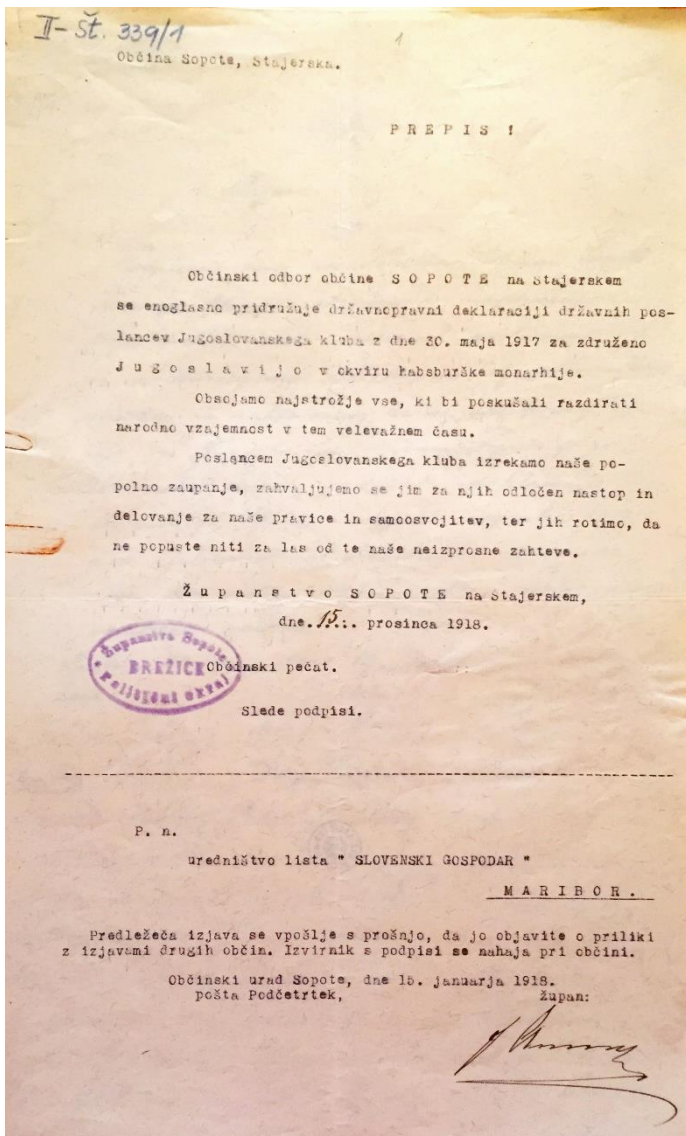 II - št. 339/1
1
Občina Sopote, Štajerska.
P R E P I S !
Občinski odbor občine S O P O T E na Štajerskem
se enoglasno pridružuje državnopravni deklaraciji državnih pos-
lancev Jugoslovanskega kluba z dne 30. maja 1917 za združeno
J u g o s l a v i j o v okviru habsburške monarhije.
Obsojamo najstrožje vse, ki bi poskušali razdirati
narodno vzajemnost v tem velevažnem času.
Poslancem Jugoslovanskega kluba izrekamo naše po-
polno zaupanje, zahvaljujemo se jim za njih odločen nastop in
delovanje za naše pravice in samoosvojitev, ter jih rotimo, da
ne popuste niti za las od te naše neizprosne zahteve.
Ž u p a n s t v o S O P O T E na Štajerskem,
dne. 15. prosinca 1918.
Županstvo Sopote
BREŽICE
Politični okraj
Občinski pečat.
Slede podpisi.
P. n.
uredništvo lista " SLOVENSKI GOSPODAR "
M A R I B O R .
Predležeča izjava se vpošlje s prošnjo, da jo objavite o priliki
z izjavami drugih občin. Izvirnik s podpisi se nahaja pri občini.
Občinski urad Sopote, dne 15. januarja 1918.
pošta Podčetrtek, župan: